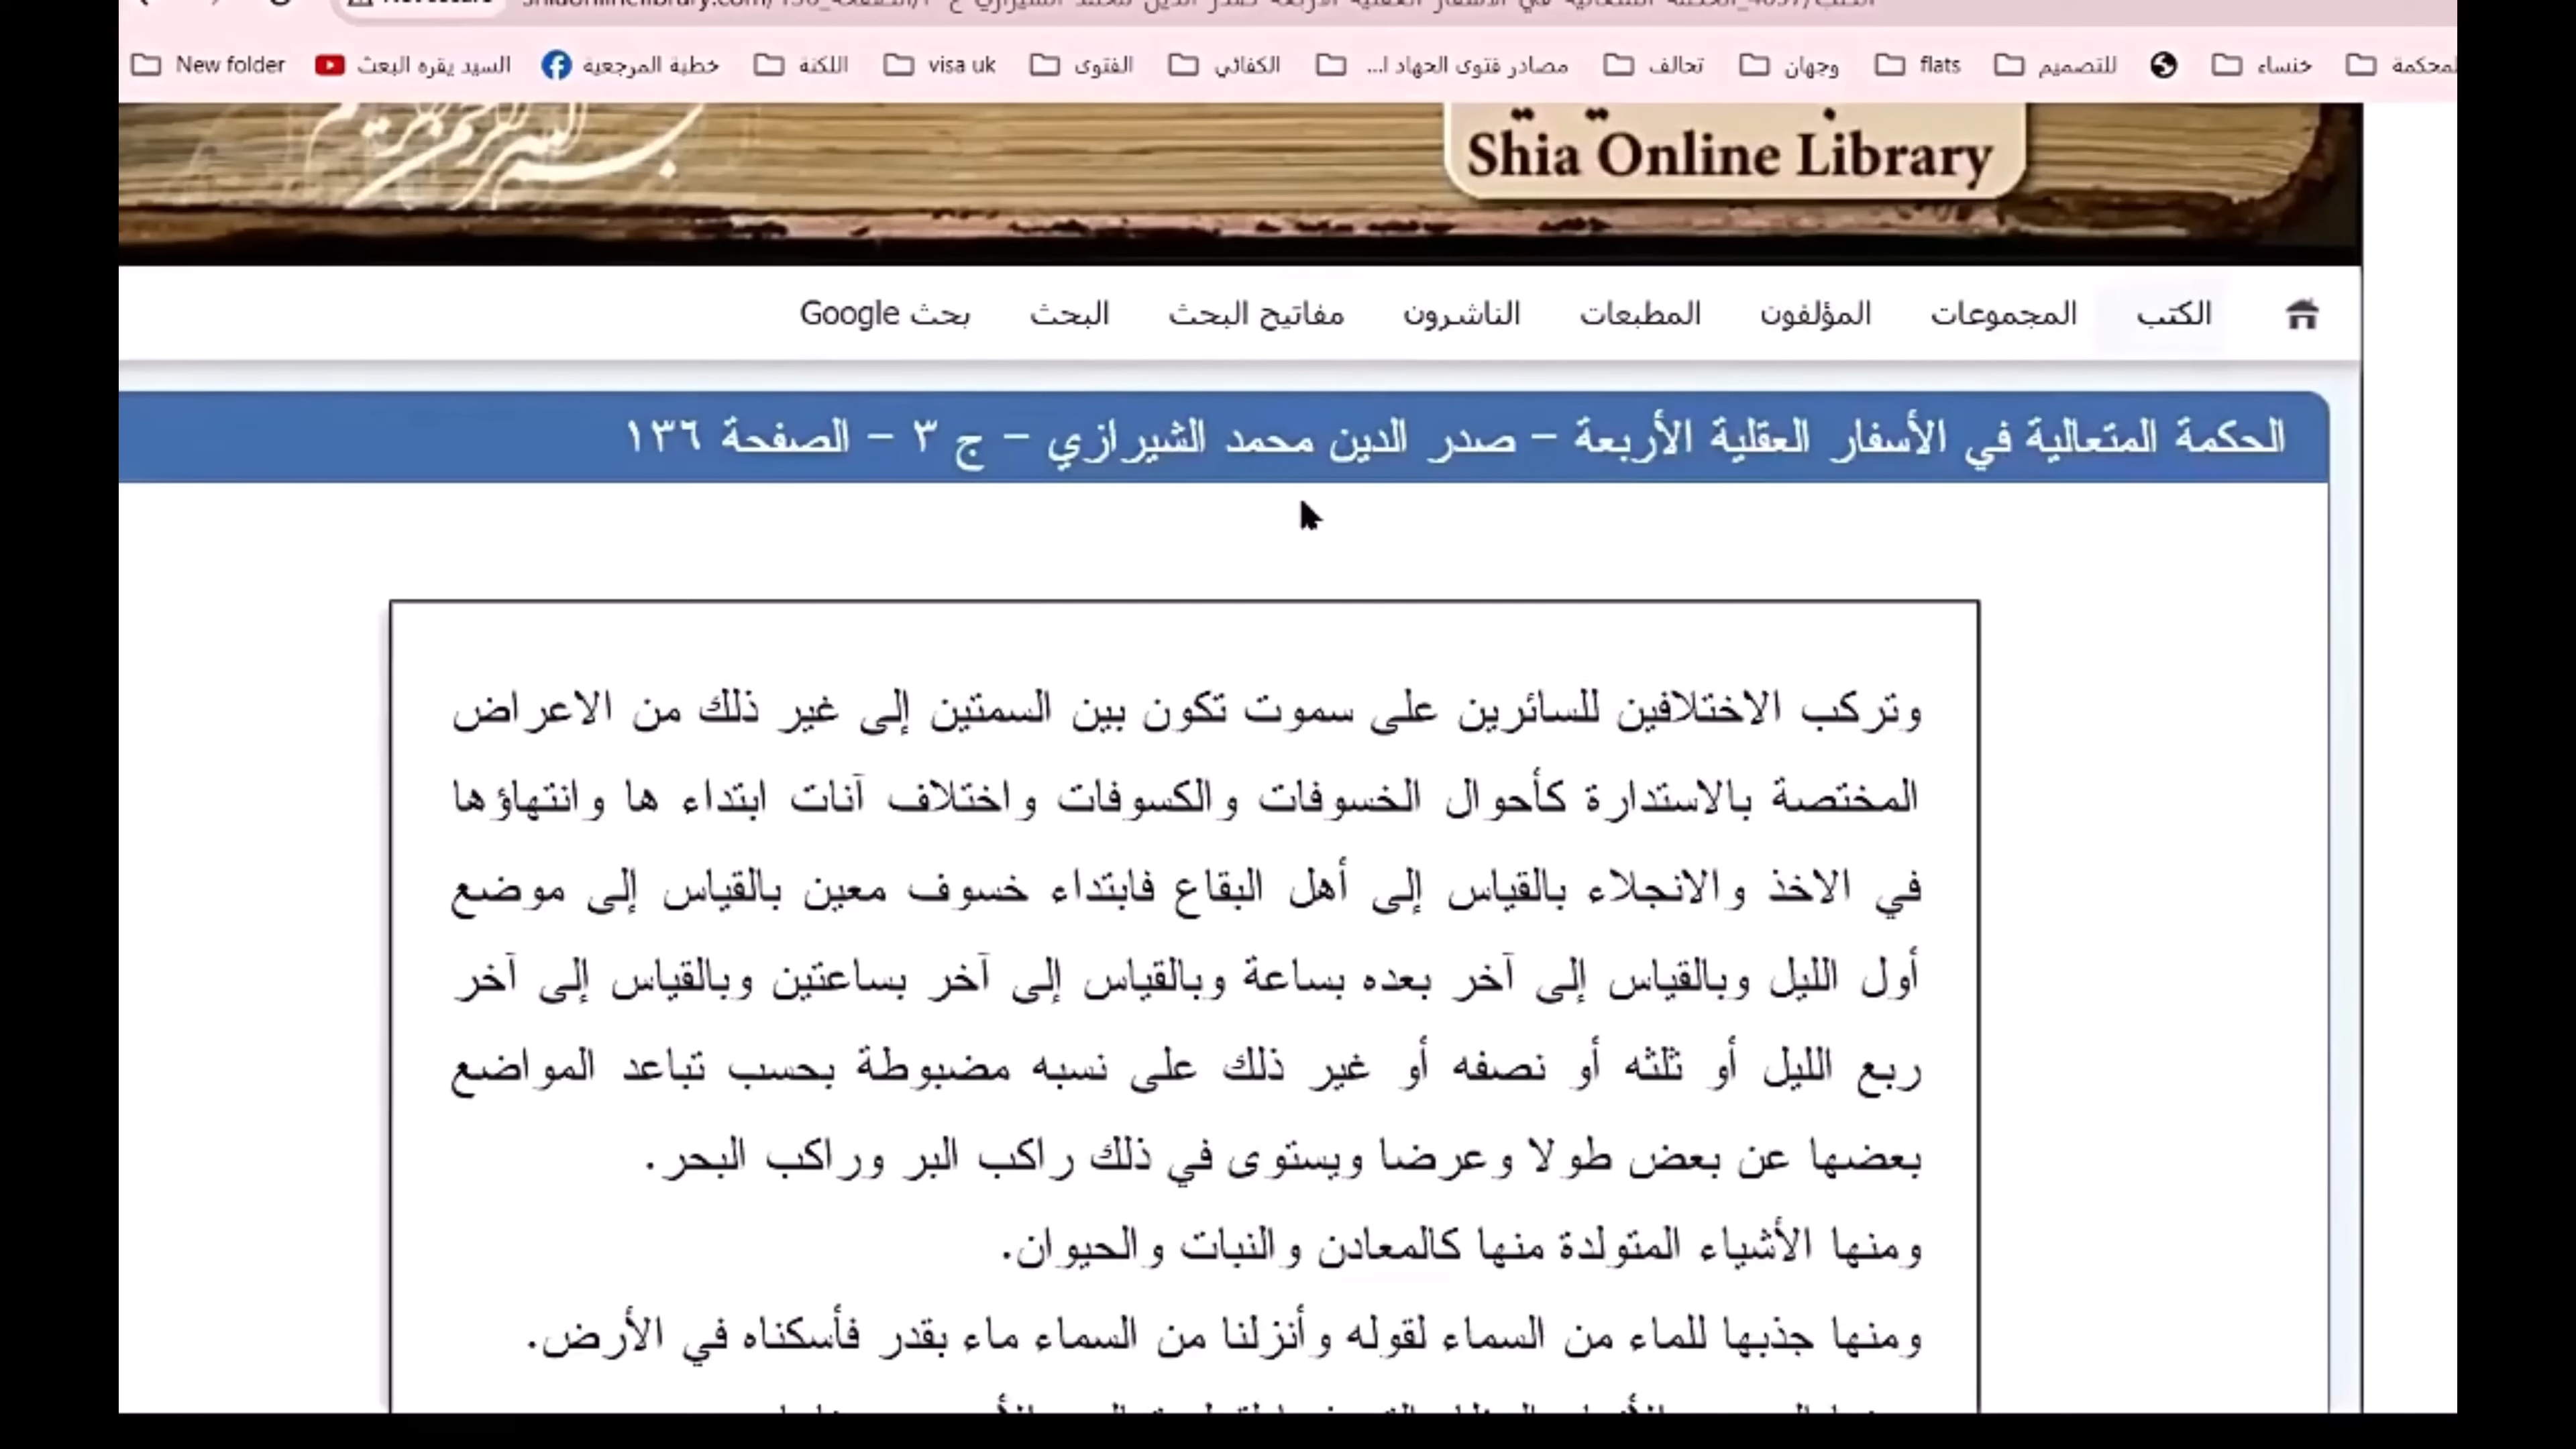 New folder السيد يقره البعث خطبة المرجعية اللكنة visa uk الفتوى الكفائي مصادر فتوى الجهاد ا... تحالف وجهان flats للتصميم خنساء
Shia Online Library
الكتب المجموعات المؤلفون المطبعات الناشرون مفاتيح البحث البحث بحث Google
الحكمة المتعالية في الأسفار العقلية الأربعة – صدر الدين محمد الشيرازي – ج ٣ – الصفحة ١٣٦
وتركب الاختلافين للسائرين على سموت تكون بين السمتين إلى غير ذلك من الاعراض
المختصة بالاستدارة كأحوال الخسوفات والكسوفات واختلاف آنات ابتداء ها وانتهاؤها
في الاخذ والانجلاء بالقياس إلى أهل البقاع فابتداء خسوف معين بالقياس إلى موضع
أول الليل وبالقياس إلى آخر بعده بساعة وبالقياس إلى آخر بساعتين وبالقياس إلى آخر
ربع الليل أو ثلثه أو نصفه أو غير ذلك على نسبه مضبوطة بحسب تباعد المواضع
بعضها عن بعض طولا وعرضا ويستوى في ذلك راكب البر وراكب البحر.
ومنها الأشياء المتولدة منها كالمعادن والنبات والحيوان.
ومنها جذبها للماء من السماء لقوله وأنزلنا من السماء ماء بقدر فأسكناه في الأرض.